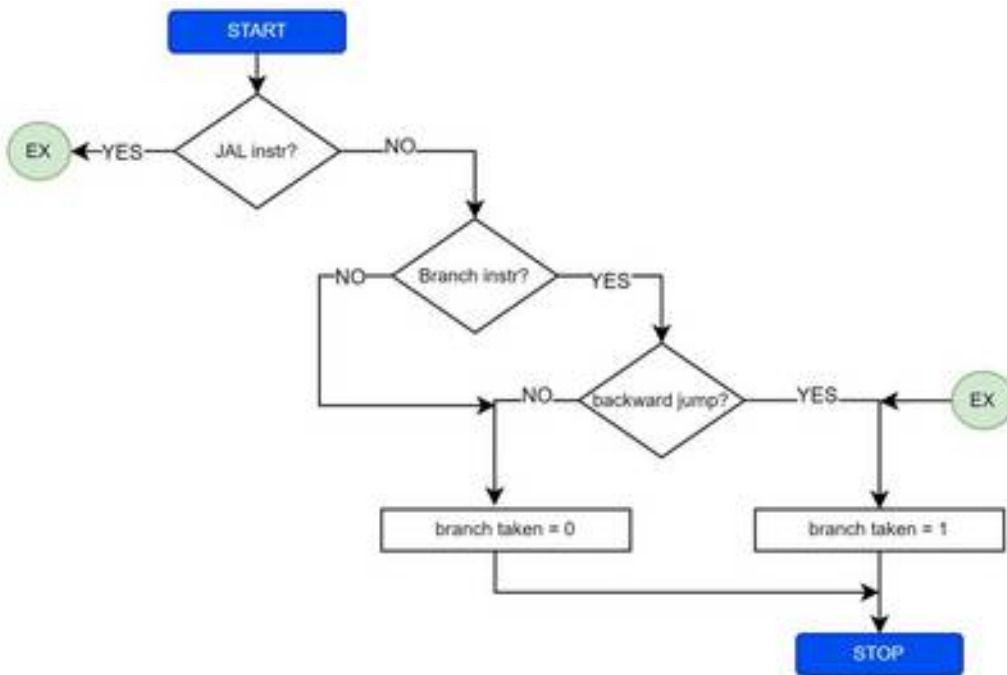 START
JAL instr?
EX
YES
NO
Branch instr?
NO
YES
backward jump?
NO
YES
EX
branch taken = 0
branch taken = 1
STOP